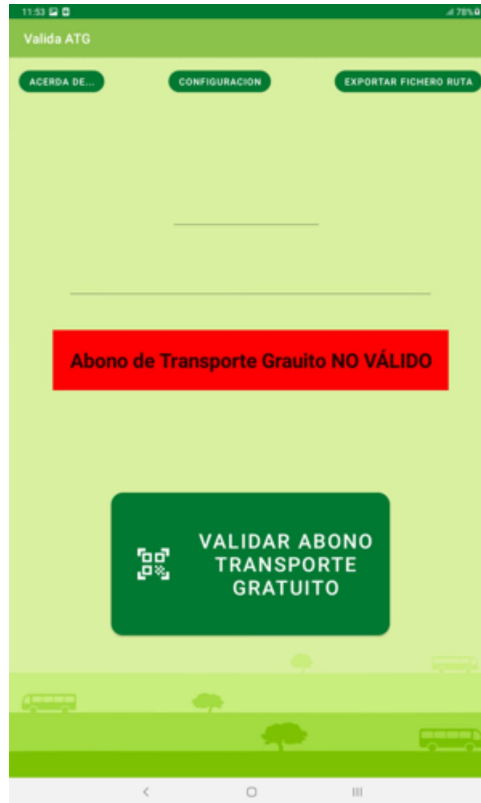 11:53
78%
Valida ATG
ACERDA DE...
CONFIGURACION
EXPORTAR FICHERO RUTA
Abono de Transporte Grauito NO VÁLIDO
VALIDAR ABONO
TRANSPORTE
GRATUITO